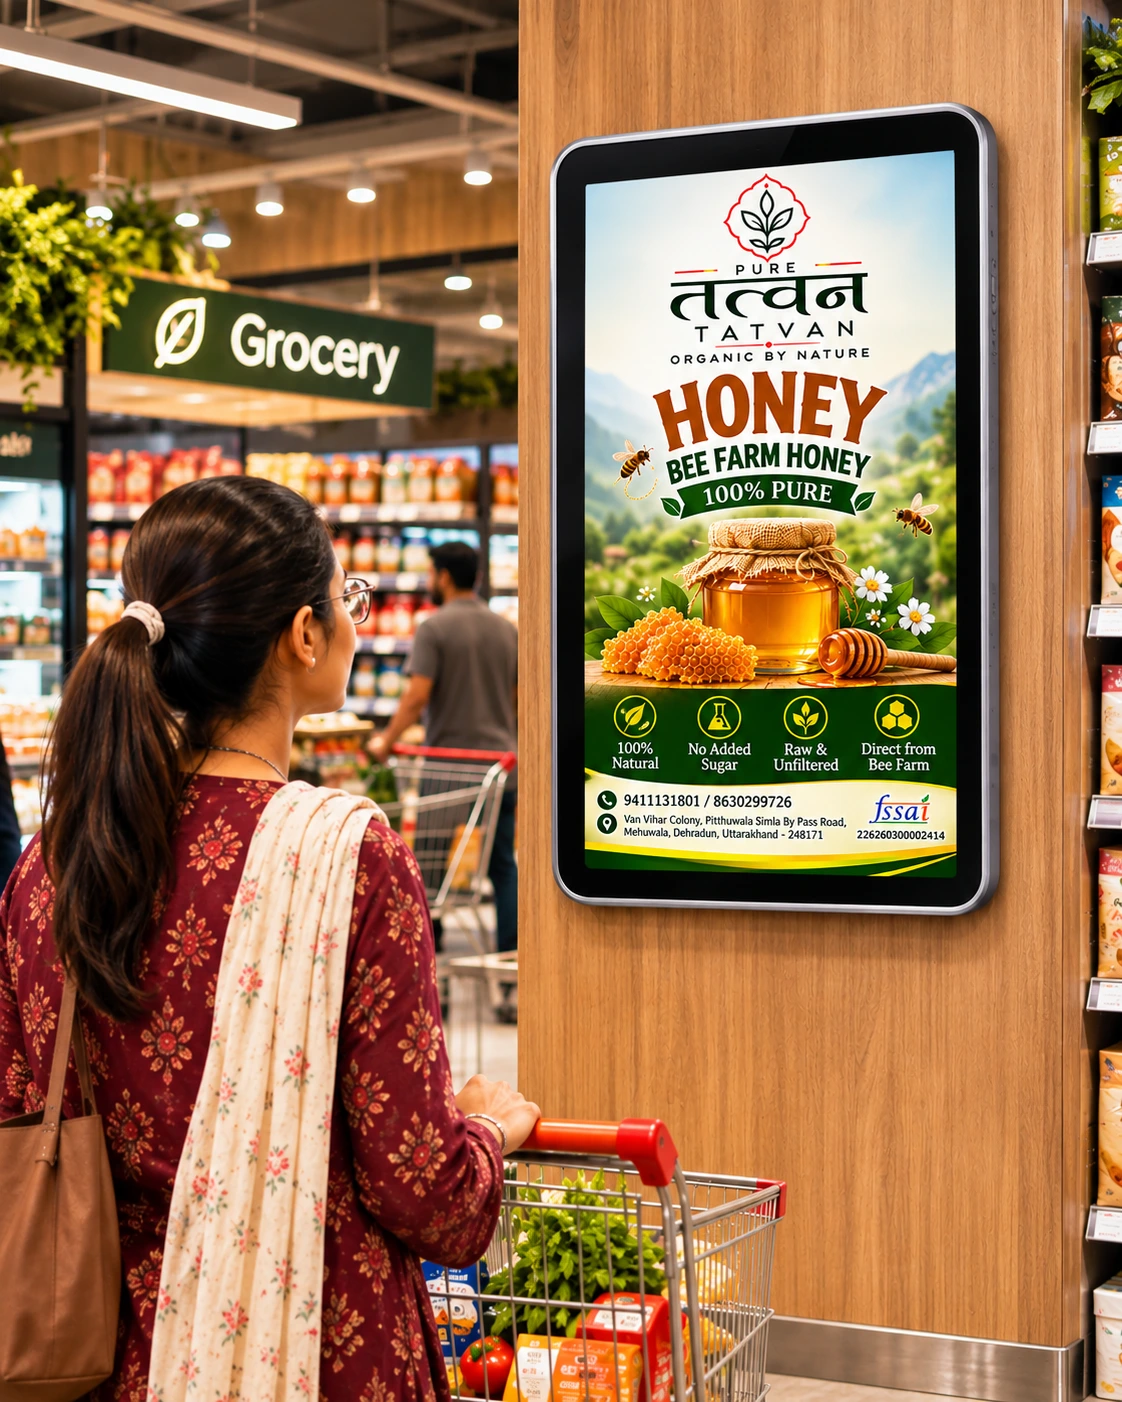 Grocery
PURE
तत्वन
TATVAN
ORGANIC BY NATURE
HONEY
BEE FARM HONEY
100% PURE
100%
Natural
No Added
Sugar
Raw &
Unfiltered
Direct from
Bee Farm
9411131801 / 8630299726
Van Vihar Colony, Pitthuwala Simla By Pass Road,
Mehuwala, Dehradun, Uttarakhand - 248171
fssai
226260300002414